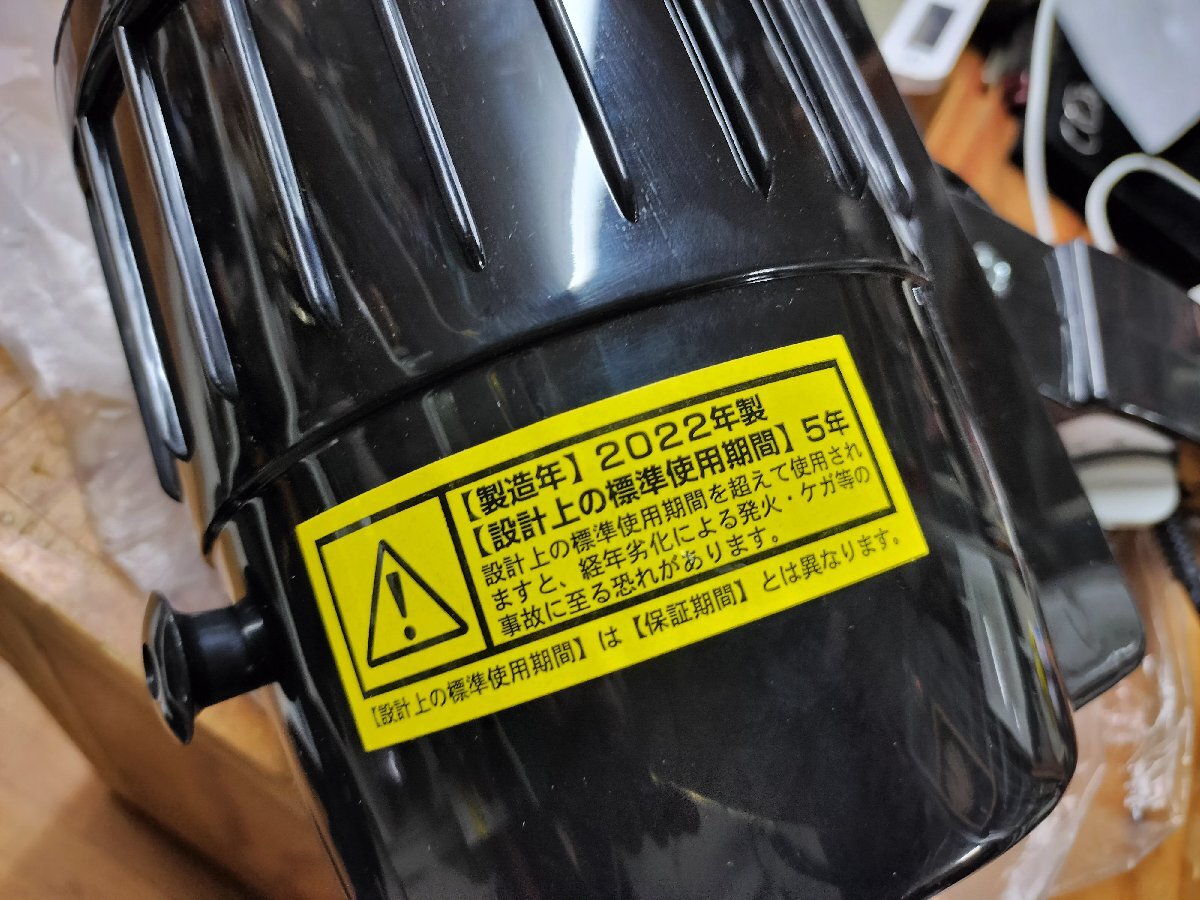 【製造年】2022年製
【設計上の標準使用期間】5年
設計上の標準使用期間を超えて使用され
ますと、経年劣化による発火・ケガ等の
事故に至る恐れがあります。
【設計上の標準使用期間】は【保証期間】とは異なります。